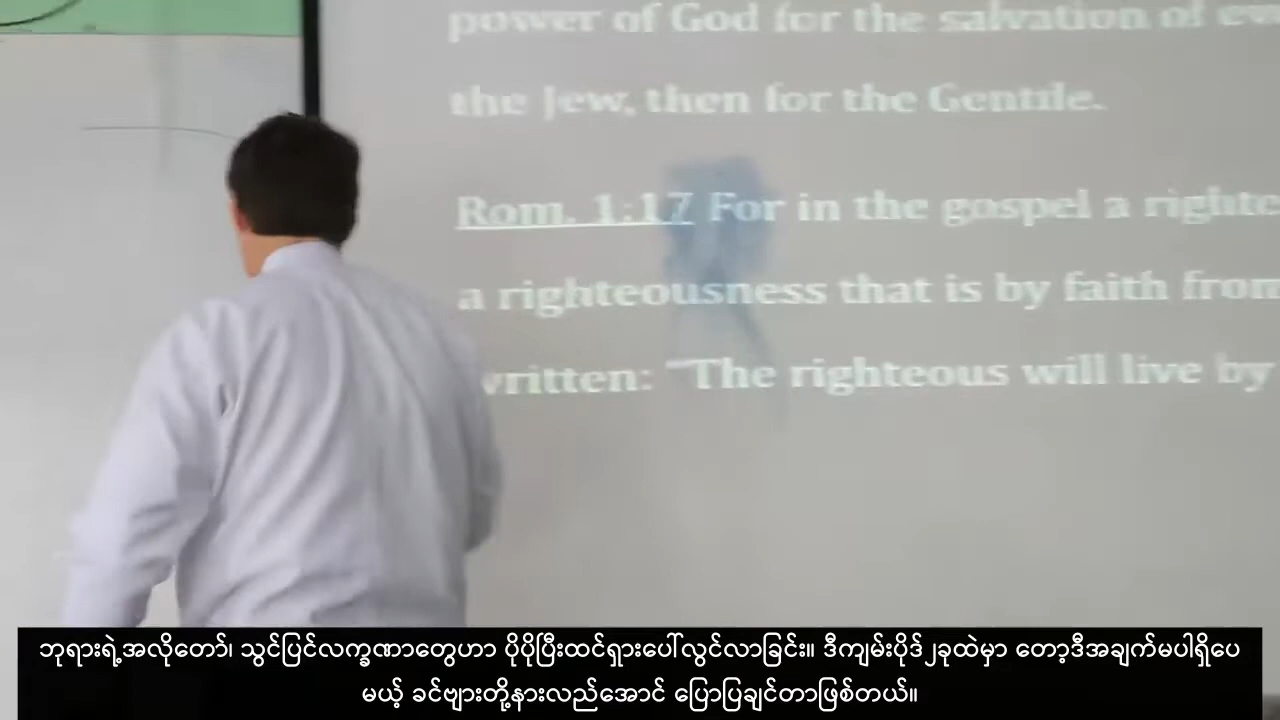 power of God for the salvation of
the Jew, then for the Gentile.
Rom. 1:17 For in the gospel a
a righteousness that is by faith from
written: "The righteous will live by
ဘုရားရဲ့အလိုတော်၊ သွင်ပြင်လက္ခဏာတွေဟာ ပိုပိုပြီးထင်ရှားပေါ်လွင်လာခြင်း။ ဒီကျမ်းပိုဒ်၂ခုထဲမှာ တော့ဒီအချက်မပါရှိပေ
မယ့် ခင်ဗျားတို့နားလည်အောင် ပြောပြချင်တာဖြစ်တယ်။